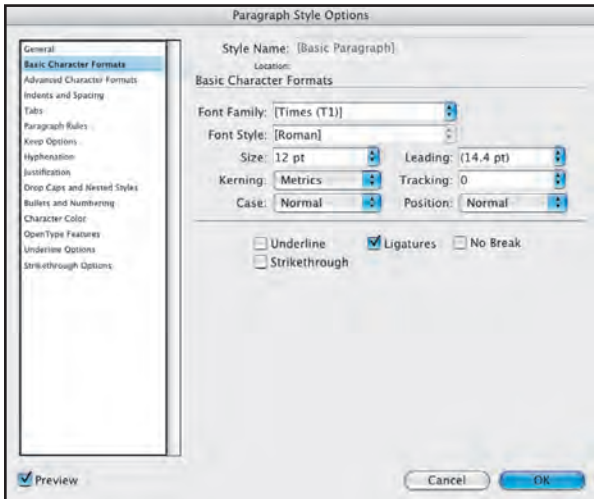 Paragraph Style Options
General
Basic Character Formats
Advanced Character Formats
Indents and Spacing
Tabs
Paragraph Rules
Keep Options
Hyphenation
Justification
Drop Caps and Nested Styles
Bullets and Numbering
Character Color
OpenType Features
Underline Options
Strikethrough Options
Style Name: [Basic Paragraph]
Location:
Basic Character Formats
Font Family: [Times (T1)]
Font Style: [Roman]
Size: 12 pt Leading: (14.4 pt)
Kerning: Metrics Tracking: 0
Case: Normal Position: Normal
Underline Ligatures No Break
Strikethrough
Preview Cancel OK